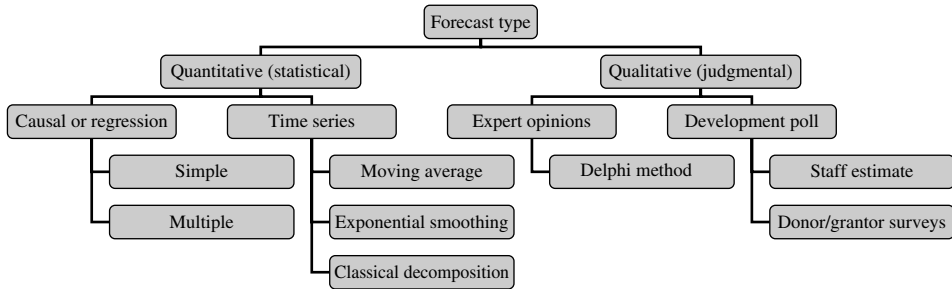 Forecast type
Quantitative (statistical)
Qualitative (judgmental)
Causal or regression
Time series
Expert opinions
Development poll
Simple
Moving average
Delphi method
Staff estimate
Multiple
Exponential smoothing
Donor/grantor surveys
Classical decomposition